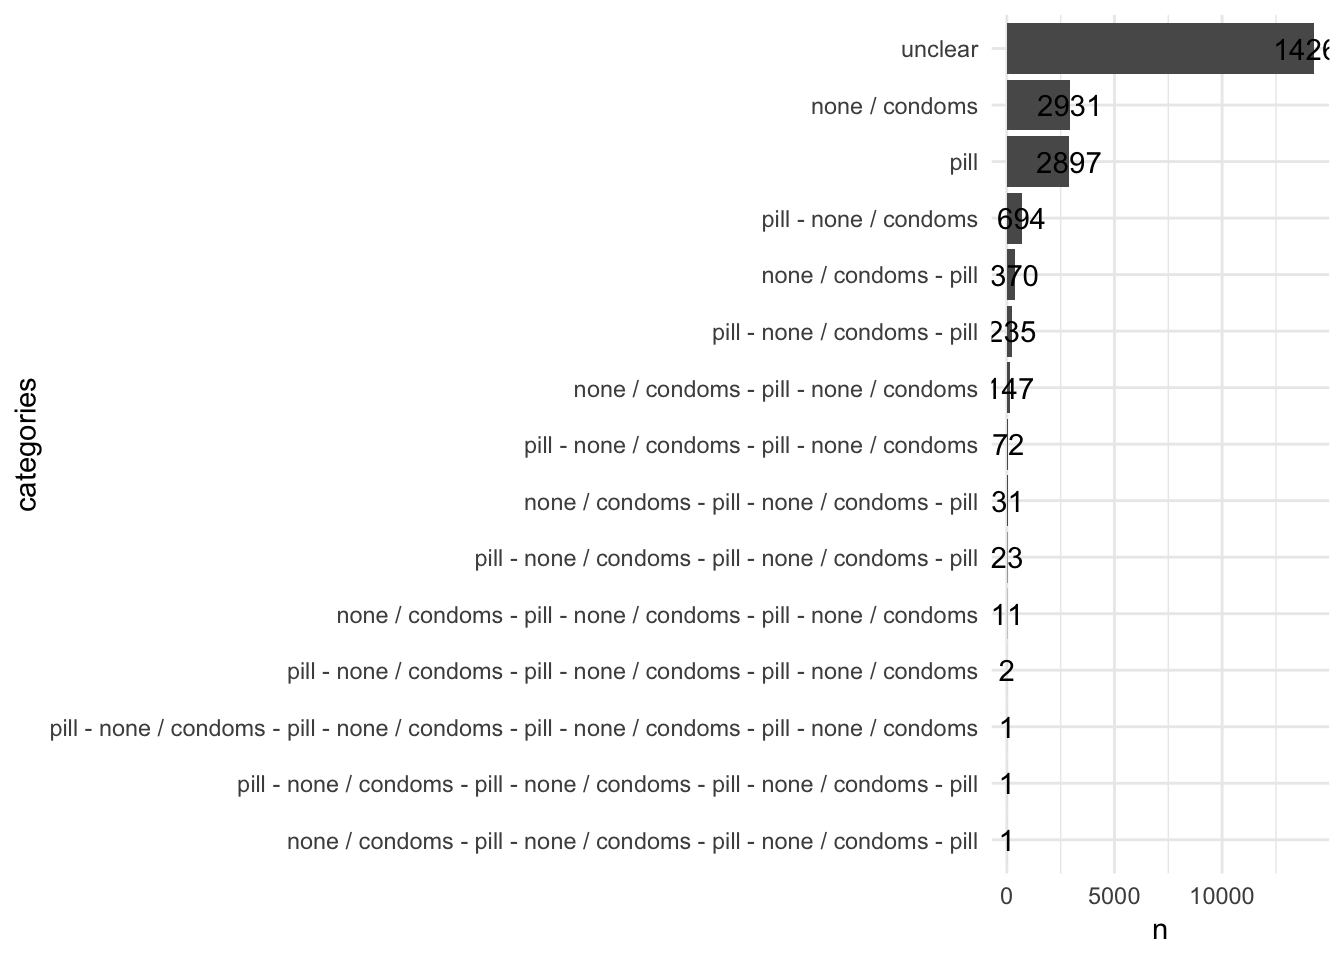 unclear 1426
none / condoms 2931
pill 2897
pill - none / condoms 694
none / condoms - pill 370
pill - none / condoms - pill 235
none / condoms - pill - none / condoms 147
pill - none / condoms - pill - none / condoms 72
none / condoms - pill - none / condoms - pill 31
pill - none / condoms - pill - none / condoms - pill 23
none / condoms - pill - none / condoms - pill - none / condoms 11
pill - none / condoms - pill - none / condoms - pill - none / condoms 2
pill - none / condoms - pill - none / condoms - pill - none / condoms - pill - none / condoms 1
pill - none / condoms - pill - none / condoms - pill - none / condoms - pill 1
none / condoms - pill - none / condoms - pill - none / condoms - pill 1
categories
0 5000 10000
n